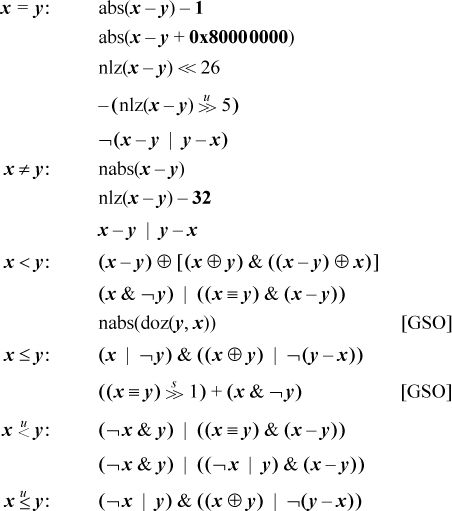 x = y: abs(x – y) – 1
abs(x – y + 0x80000000)
nlz(x – y) ≪ 26
–(nlz(x – y) ≫ᵘ 5)
¬(x – y | y – x)
x ≠ y: nabs(x – y)
nlz(x – y) – 32
x – y | y – x
x < y: (x – y) ⊕ [(x ⊕ y) & ((x – y) ⊕ x)]
(x & ¬y) | ((x ≡ y) & (x – y))
nabs(doz(y, x)) [GSO]
x ≤ y: (x | ¬y) & ((x ⊕ y) | ¬(y – x))
((x ≡ y) ≫ˢ 1) + (x & ¬y) [GSO]
x <ᵘ y: (¬x & y) | ((x ≡ y) & (x – y))
(¬x & y) | ((¬x | y) & (x – y))
x ≤ᵘ y: (¬x | y) & ((x ⊕ y) | ¬(y – x))